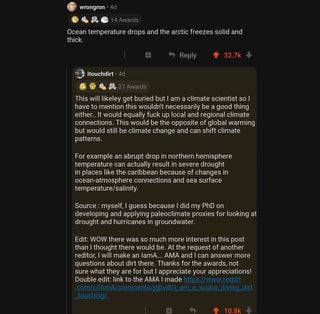 wrongron • 4d
14 Awards
Ocean temperature drops and the arctic freezes solid and
thick.
Reply 32.7k
itouchdirt • 4d
27 Awards
This will likeley get buried but I am a climate scientist so I
have to mention this wouldn't necessarily be a good thing
either.. It would equally fuck up local and regional climate
connections. This would be the opposite of global warming
but would still be climate change and can shift climate
patterns.
For example an abrupt drop in northern hemisphere
temperature can actually result in severe drought
in places like the caribbean because of changes in
ocean-atmosphere connections and sea surface
temperature/salinity.
Source : myself, I guess because I did my PhD on
developing and applying paleoclimate proxies for looking at
drought and hurricanes in groundwater.
Edit: WOW there was so much more interest in this post
than I thought there would be. At the request of another
reditor, I will make an IamA... AMA and I can answer more
questions about dirt there. Thanks for the awards, not
sure what they are for but I appreciate your appreciations!
Double edit: link to the AMA I made https://www.reddit
.com/r/IAmA/comments/jgbvill/i_am_a_scuba_diving_dirt
_touching/
10.8k